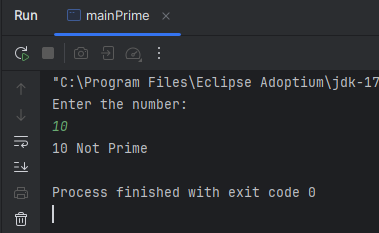 Run
mainPrime
"C:\Program Files\Eclipse Adoptium\jdk-17
Enter the number:
10
10 Not Prime
Process finished with exit code 0